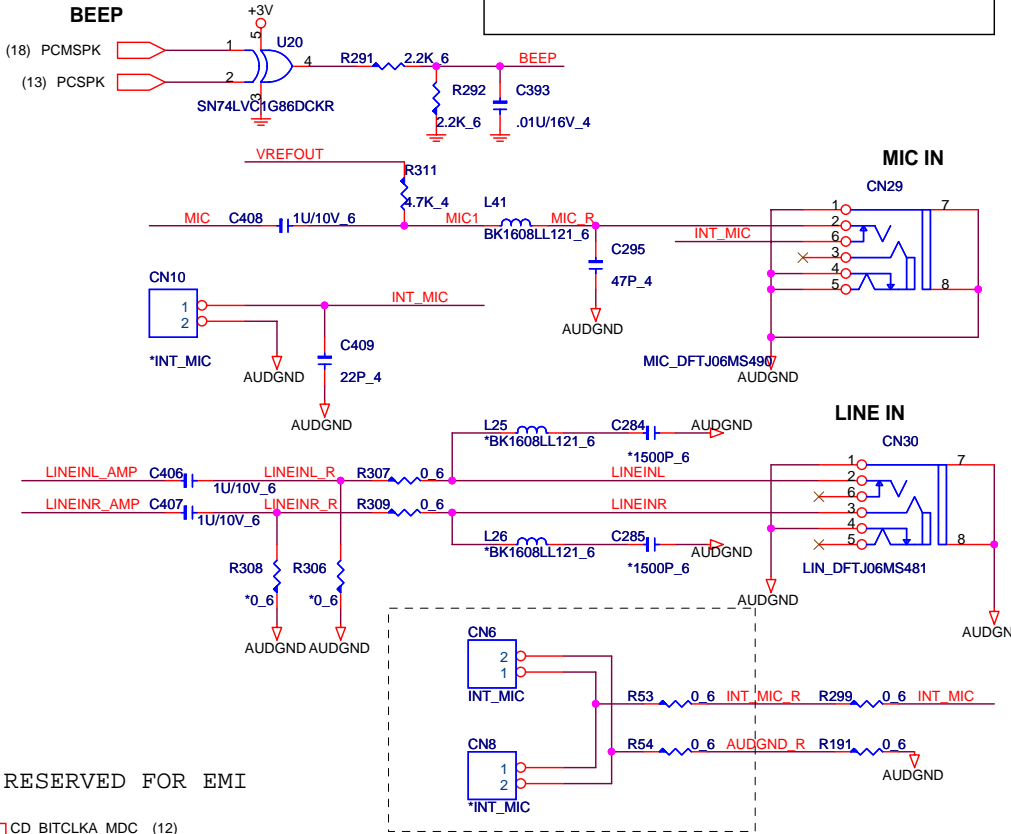 BEEP
+3V
(18) PCMSPK
1
5
U20
4
R291
2.2K_6
BEEP
(13) PCSPK
2
3
SN74LVC1G86DCKR
R292
2.2K_6
C393
.01U/16V_4
VREFOUT
R311
4.7K_4
MIC IN
CN29
MIC
C408
1U/10V_6
MIC1
L41
BK1608LL121_6
MIC_R
INT_MIC
C295
47P_4
AUDGND
1
2
6
3
4
5
7
8
MIC_DFTJ06MS490
AUDGND
CN10
1
2
*INT_MIC
INT_MIC
AUDGND
C409
22P_4
AUDGND
LINE IN
CN30
L25
*BK1608LL121_6
C284
*1500P_6
AUDGND
LINEINL_AMP
C406
1U/10V_6
LINEINL_R
R307
0_6
LINEINL
LINEINR_AMP
C407
1U/10V_6
LINEINR_R
R309
0_6
LINEINR
L26
*BK1608LL121_6
C285
*1500P_6
AUDGND
1
2
6
3
4
5
7
8
LIN_DFTJ06MS481
AUDGND
AUDGN
R308
*0_6
R306
*0_6
AUDGND
AUDGND
CN6
2
1
INT_MIC
R53
0_6
INT_MIC_R
R299
0_6
INT_MIC
CN8
1
2
*INT_MIC
R54
0_6
AUDGND_R
R191
0_6
AUDGND
RESERVED FOR EMI
CD_BITCLKA_MDC (12)